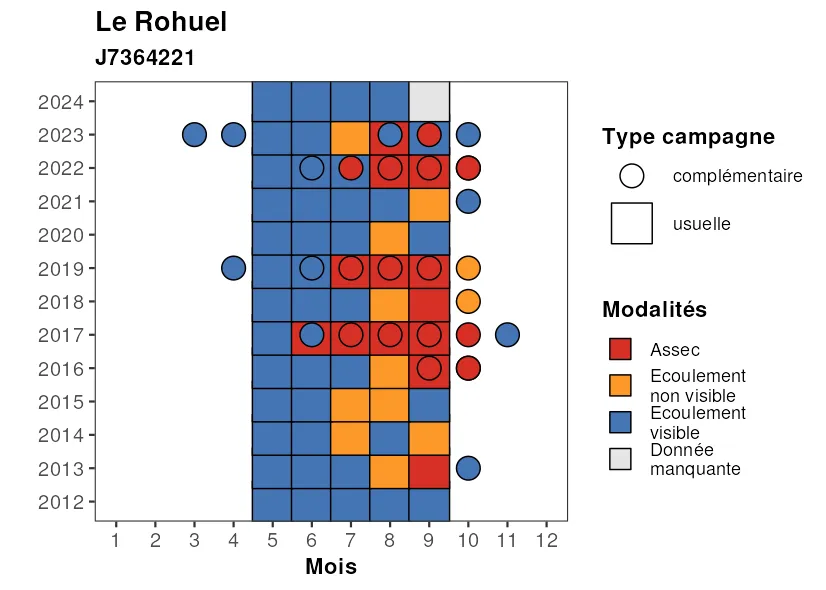 Le Rohuel
J7364221
2024
2023
2022
2021
2020
2019
2018
2017
2016
2015
2014
2013
2012
1 2 3 4 5 6 7 8 9 10 11 12
Mois
Type campagne
complémentaire
usuelle
Modalités
Assec
Ecoulement
non visible
Ecoulement
visible
Donnée
manquante